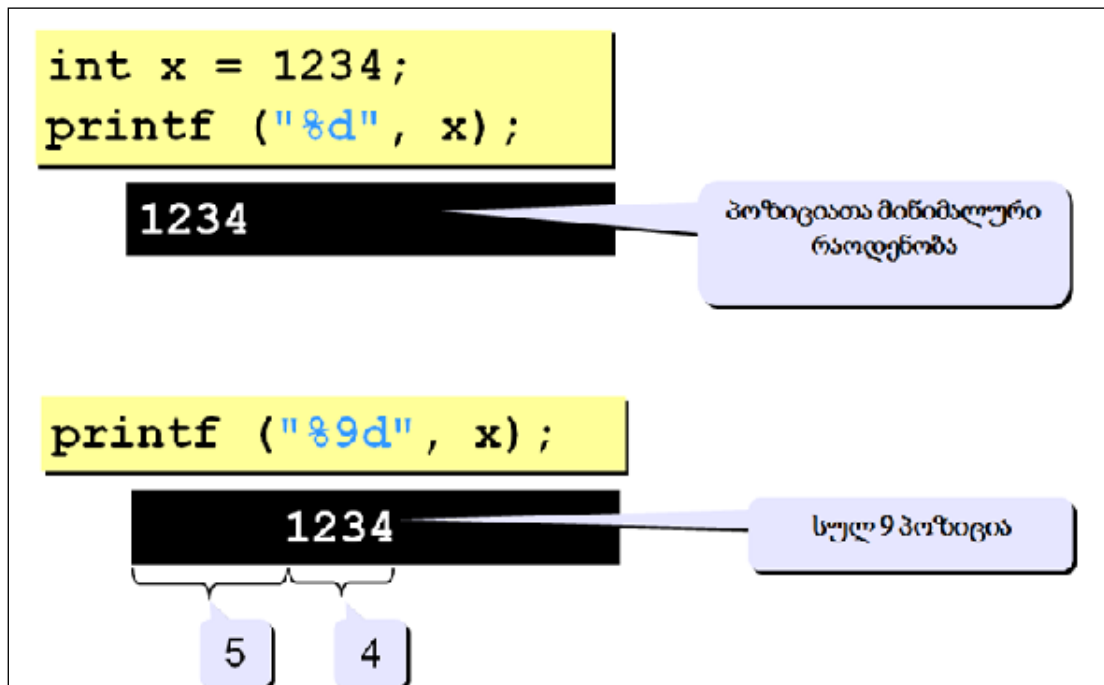 int x = 1234;
printf ("%d", x);
1234
პოზიციათა მინიმალური
რაოდენობა
printf ("%9d", x);
1234
სულ 9 პოზიცია
5
4